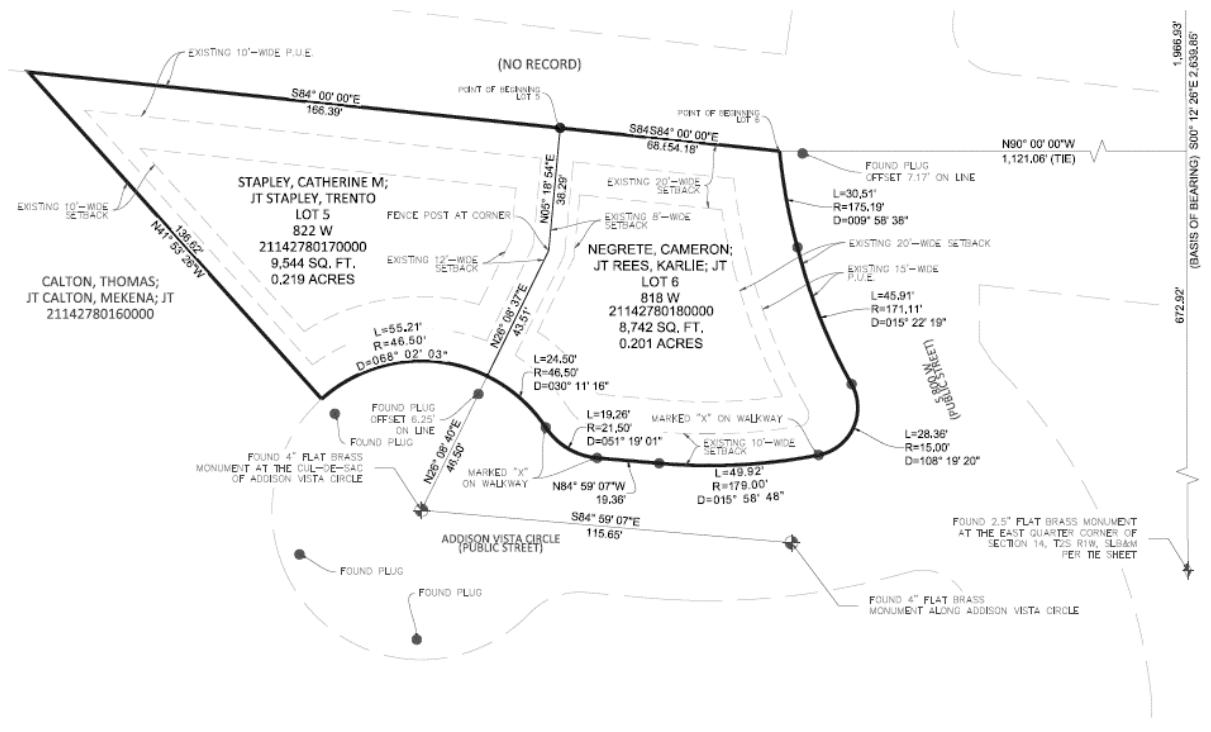 EXISTING 10'-WIDE P.U.E.
(NO RECORD)
S84° 00' 00"E
166.39'
POINT OF BEGINNING
LOT 5
POINT OF BEGINNING
LOT 6
S84S84° 00' 00"E
68.654.18'
N90° 00' 00"W
1,121.06' (TIE)
1,966.93'
S00° 12' 26"E 2,639.85'
(BASIS OF BEARING)
672.92'
FOUND PLUG
OFFSET 7.17' ON LINE
L=30.51'
R=175.19'
D=009° 58' 38"
STAPLEY, CATHERINE M;
JT STAPLEY, TRENTO
LOT 5
822 W
21142780170000
9,544 SQ. FT.
0.219 ACRES
EXISTING 10'-WIDE
SETBACK
136.62'
N41° 53' 26"W
CALTON, THOMAS;
JT CALTON, MEKENA; JT
21142780160000
N05° 18' 54"E
38.29'
FENCE POST AT CORNER
EXISTING 12'-WIDE
SETBACK
EXISTING 20'-WIDE
SETBACK
EXISTING 8'-WIDE
SETBACK
NEGRETE, CAMERON;
JT REES, KARLIE; JT
LOT 6
818 W
21142780180000
8,742 SQ. FT.
0.201 ACRES
EXISTING 20'-WIDE SETBACK
EXISTING 15'-WIDE
P.U.E.
L=45.91'
R=171.11'
D=015° 22' 19"
S 800 W
(PUBLIC STREET)
L=55.21'
R=46.50'
D=068° 02' 03"
N26° 08' 37"E
43.51'
L=24.50'
R=46.50'
D=030° 11' 16"
L=19.26'
R=21.50'
D=051° 19' 01"
MARKED "X" ON WALKWAY
EXISTING 10'-WIDE
SETBACK
L=28.36'
R=15.00'
D=108° 19' 20"
FOUND PLUG
OFFSET 6.25'
ON LINE
FOUND PLUG
FOUND 4" FLAT BRASS
MONUMENT AT THE CUL-DE-SAC
OF ADDISON VISTA CIRCLE
N26° 08' 40"E
46.50'
MARKED "X"
ON WALKWAY
N84° 59' 07"W
19.36'
L=49.92'
R=179.00'
D=015° 58' 48"
S84° 59' 07"E
115.65'
ADDISON VISTA CIRCLE
(PUBLIC STREET)
FOUND 2.5" FLAT BRASS MONUMENT
AT THE EAST QUARTER CORNER OF
SECTION 14, T2S R1W, SLB&M
PER TIE SHEET
FOUND PLUG
FOUND PLUG
FOUND 4" FLAT BRASS
MONUMENT ALONG ADDISON VISTA CIRCLE